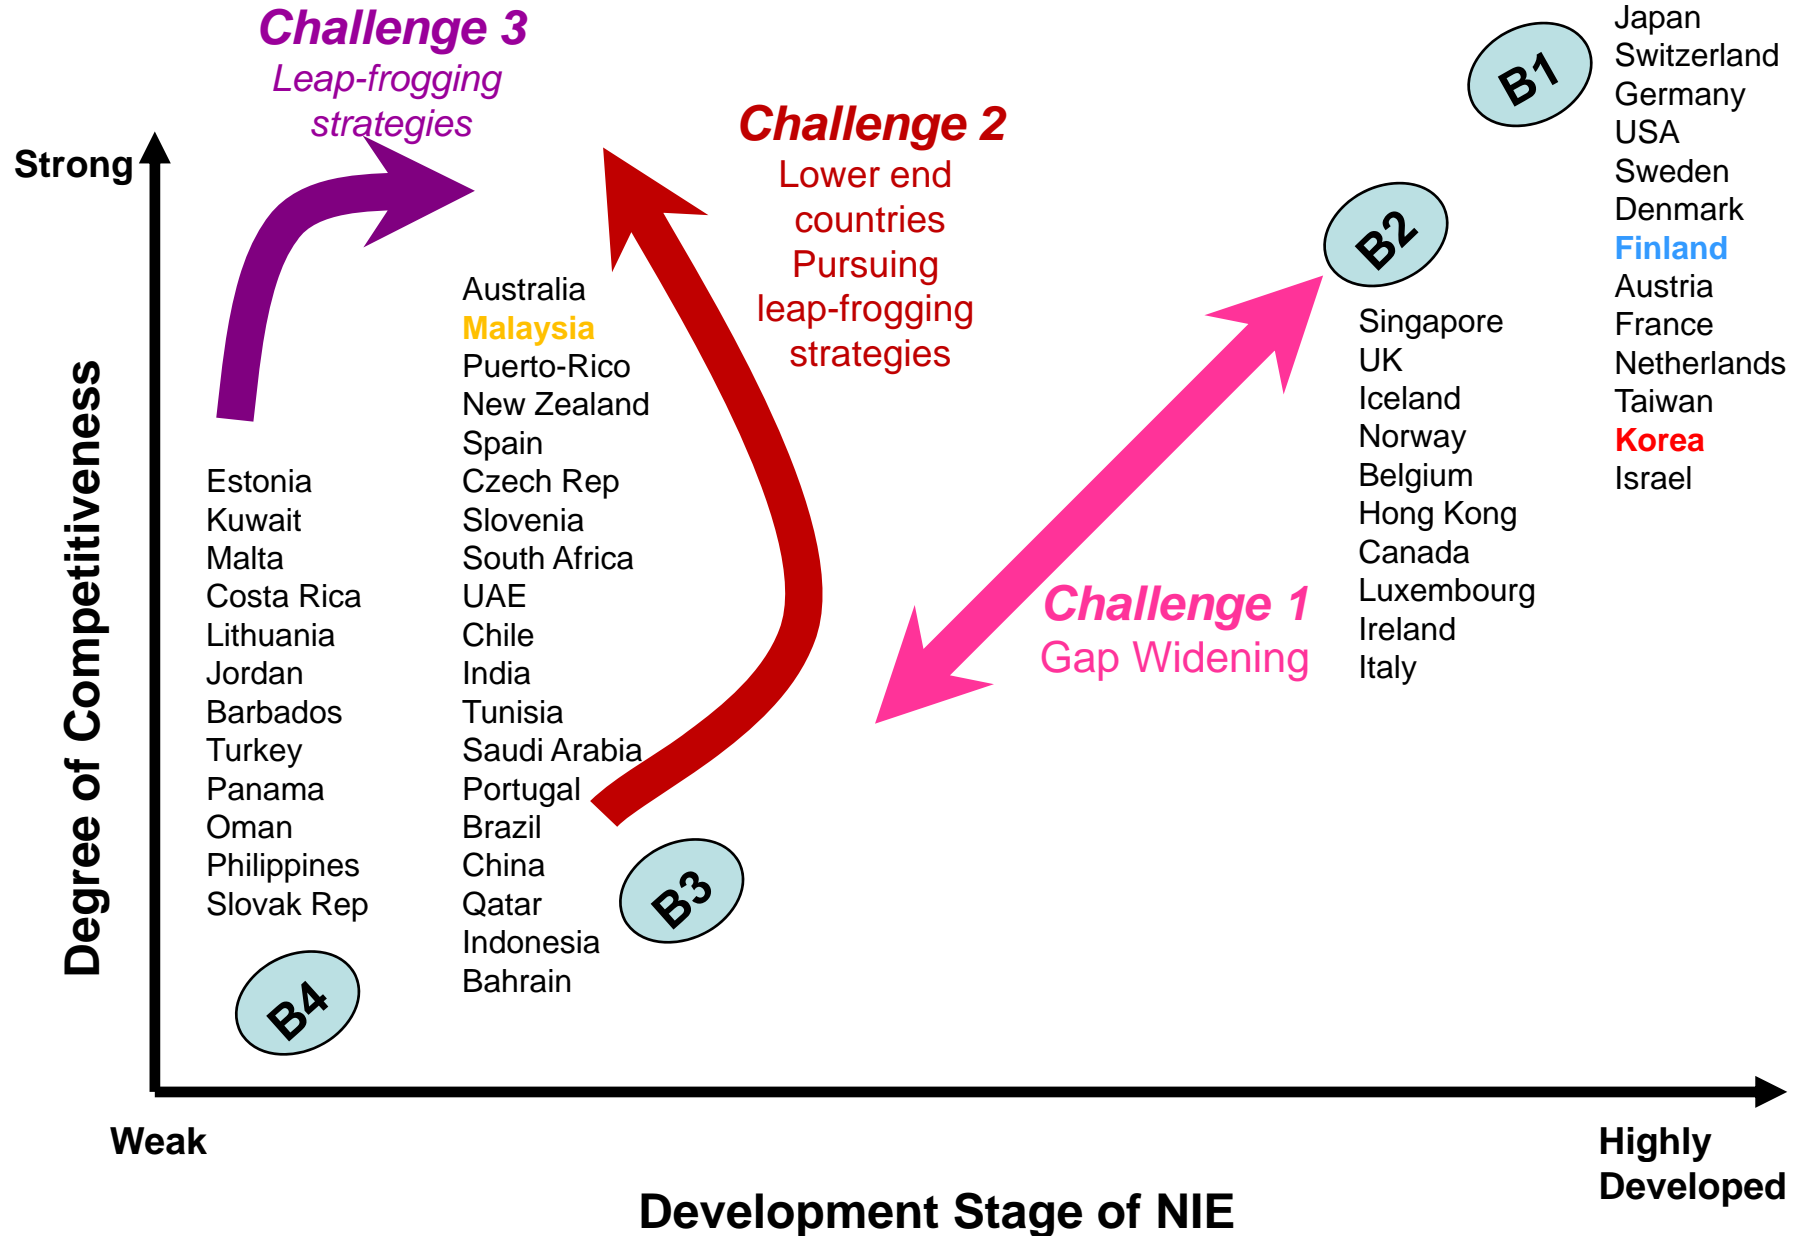 Challenge 3
Leap-frogging
strategies
Challenge 2
Lower end
countries
Pursuing
leap-frogging
strategies
Challenge 1
Gap Widening
Strong
Degree of Competitiveness
Estonia
Kuwait
Malta
Costa Rica
Lithuania
Jordan
Barbados
Turkey
Panama
Oman
Philippines
Slovak Rep
B4
Australia
Malaysia
Puerto-Rico
New Zealand
Spain
Czech Rep
Slovenia
South Africa
UAE
Chile
India
Tunisia
Saudi Arabia
Portugal
Brazil
China
Qatar
Indonesia
Bahrain
B3
B2
Singapore
UK
Iceland
Norway
Belgium
Hong Kong
Canada
Luxembourg
Ireland
Italy
B1
Japan
Switzerland
Germany
USA
Sweden
Denmark
Finland
Austria
France
Netherlands
Taiwan
Korea
Israel
Weak
Highly
Developed
Development Stage of NIE